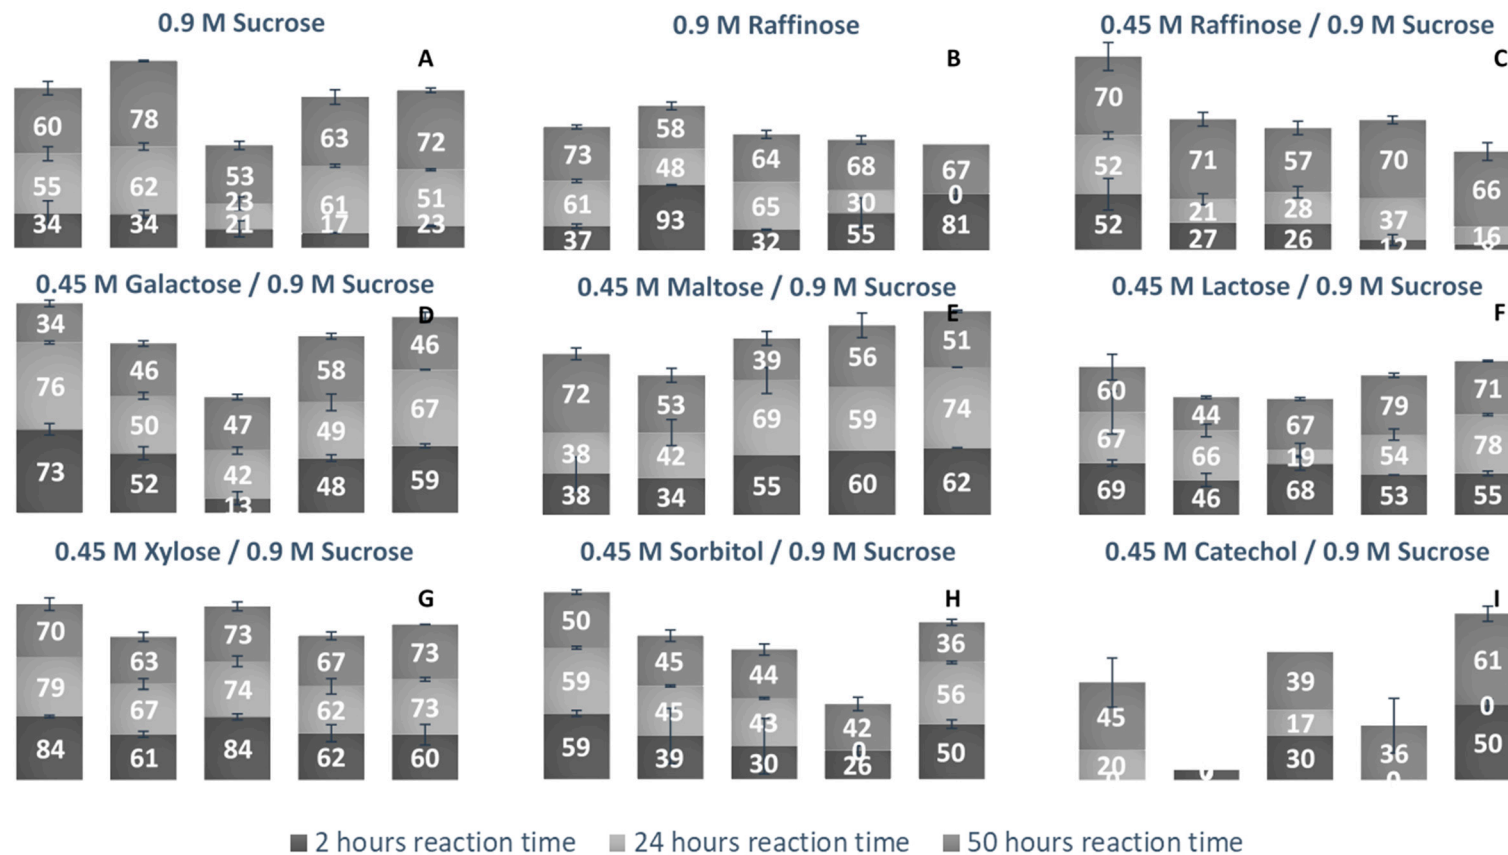 0.9 M Sucrose
0.9 M Raffinose
0.45 M Raffinose / 0.9 M Sucrose
A
B
C
60 78 53 63 72
55 62 23 61 51
34 34 21 17 23
73 58 64 68 67
61 48 65 30 0
37 93 32 55 81
70 71 57 70 66
52 21 28 37 16
52 27 26 12
0.45 M Galactose / 0.9 M Sucrose
0.45 M Maltose / 0.9 M Sucrose
0.45 M Lactose / 0.9 M Sucrose
D
E
F
34 46 47 58 46
76 50 42 49 67
73 52 13 48 59
72 53 39 56 51
38 42 69 59 74
38 34 55 60 62
60 44 67 79 71
67 66 19 54 78
69 46 68 53 55
0.45 M Xylose / 0.9 M Sucrose
0.45 M Sorbitol / 0.9 M Sucrose
0.45 M Catechol / 0.9 M Sucrose
G
H
I
70 63 73 67 73
79 67 74 62 73
84 61 84 62 60
50 45 44 42 36
59 45 43 0 56
59 39 30 26 50
45 39 36 61
20 17 0
0 0 30 0 50
2 hours reaction time
24 hours reaction time
50 hours reaction time